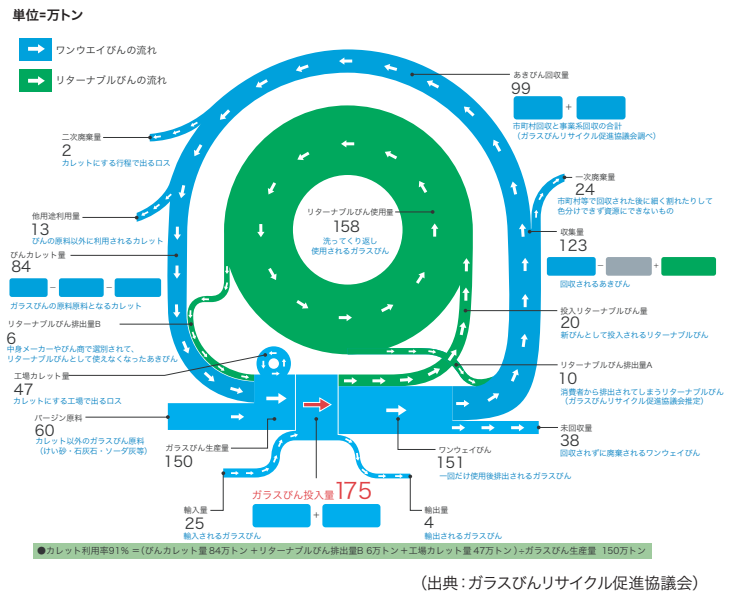 単位=万トン
ワンウエイびんの流れ
リターナブルびんの流れ
あきびん回収量
99
+
市町村回収と事業系回収の合計
（ガラスびんリサイクル促進協議会調べ）
二次廃棄量
2
カレットにする行程で出るロス
一次廃棄量
24
市町村等で回収された後に細く割れたりして
色分けできず資源にできないもの
他用途利用量
13
びんの原料以外に利用されるカレット
リターナブルびん使用量
158
洗ってくり返し
使用されるガラスびん
収集量
123
− +
回収されるあきびん
びんカレット量
84
− −
ガラスびんの原料原料となるカレット
リターナブルびん排出量B
6
中身メーカーやびん商で選別されて、
リターナブルびんとして使えなくなったあきびん
投入リターナブルびん量
20
新びんとして投入されるリターナブルびん
工場カレット量
47
カレットにする工場で出るロス
リターナブルびん排出量A
10
消費者から排出されてしまうリターナブルびん
（ガラスびんリサイクル促進協議会推定）
バージン原料
60
カレット以外のガラスびん原料
（けい砂・石灰石・ソーダ灰等）
ガラスびん生産量
150
ワンウェイびん
151
一回だけ使用後排出されるガラスびん
未回収量
38
回収されずに廃棄されるワンウェイびん
ガラスびん投入量175
+
輸入量
25
輸入されるガラスびん
輸出量
4
輸出されるガラスびん
●カレット利用率91% =（びんカレット量84万トン+リターナブルびん排出量B 6万トン+工場カレット量47万トン）÷ガラスびん生産量 150万トン
（出典：ガラスびんリサイクル促進協議会）